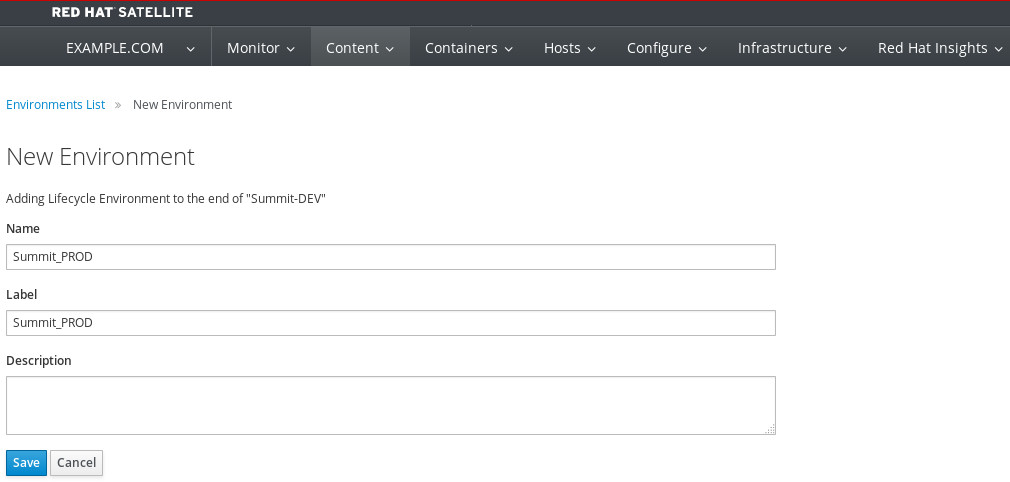 RED HAT SATELLITE
EXAMPLE.COM Monitor Content Containers Hosts Configure Infrastructure Red Hat Insights
Environments List » New Environment
New Environment
Adding Lifecycle Environment to the end of "Summit-DEV"
Name
Summit_PROD
Label
Summit_PROD
Description
Save Cancel